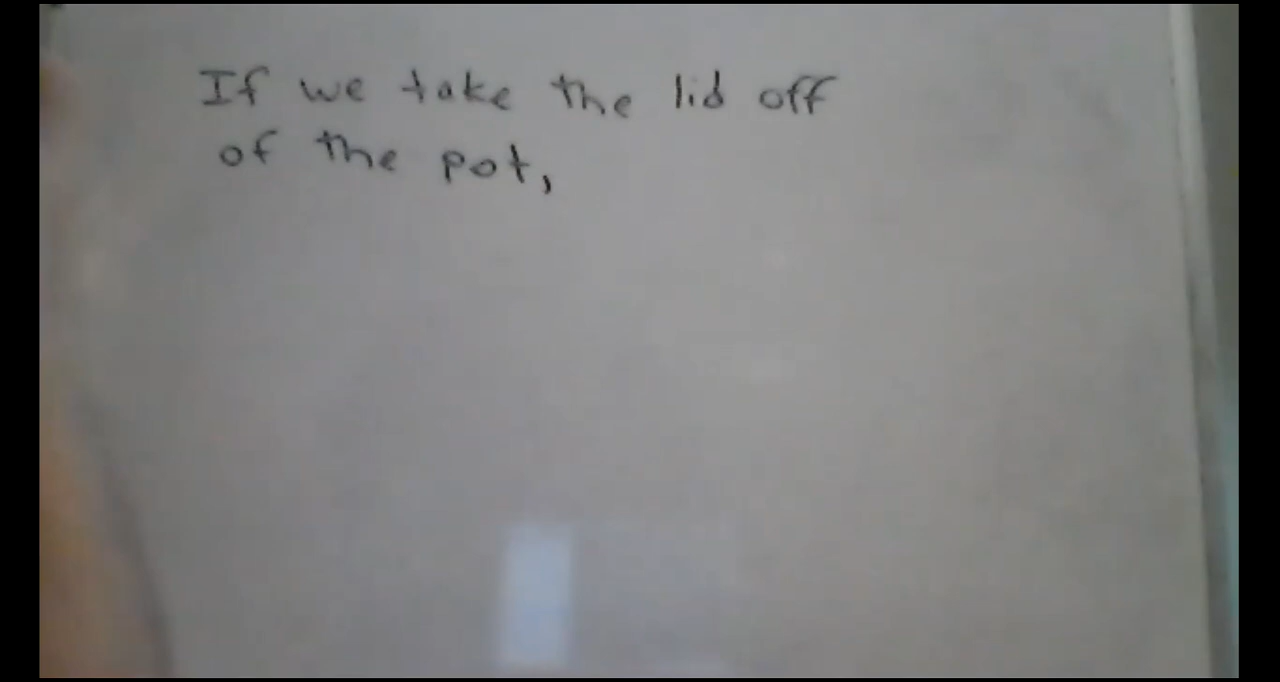 If we take the lid off
of the pot,